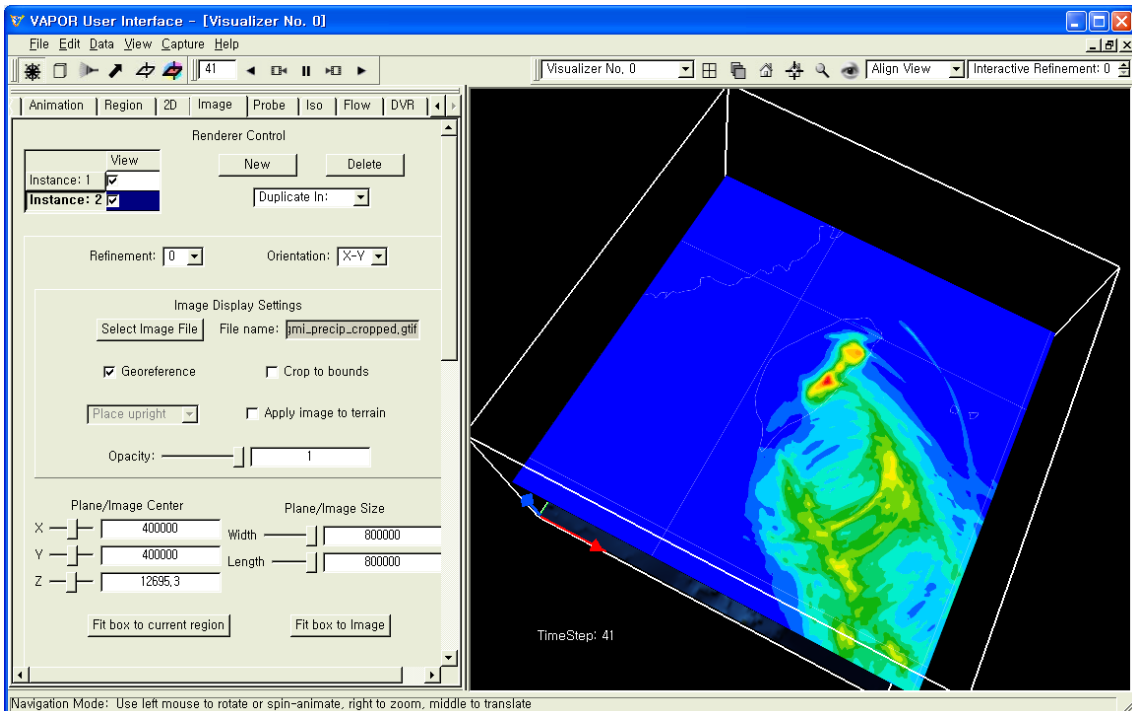 VAPOR User Interface - [Visualizer No. 0]
File Edit Data View Capture Help
41 Visualizer No. 0 Align View Interactive Refinement: 0
Animation Region 2D Image Probe Iso Flow DVR
Renderer Control
View
New Delete
Instance: 1
Instance: 2
Duplicate In:
Refinement: 0 Orientation: X-Y
Image Display Settings
Select Image File File name: gmi_precip_cropped.gtif
Georeference Crop to bounds
Place upright Apply image to terrain
Opacity: 1
Plane/Image Center Plane/Image Size
X 400000 Width 800000
Y 400000 Length 800000
Z 12695.3
Fit box to current region Fit box to Image
TimeStep: 41
Navigation Mode: Use left mouse to rotate or spin-animate, right to zoom, middle to translate